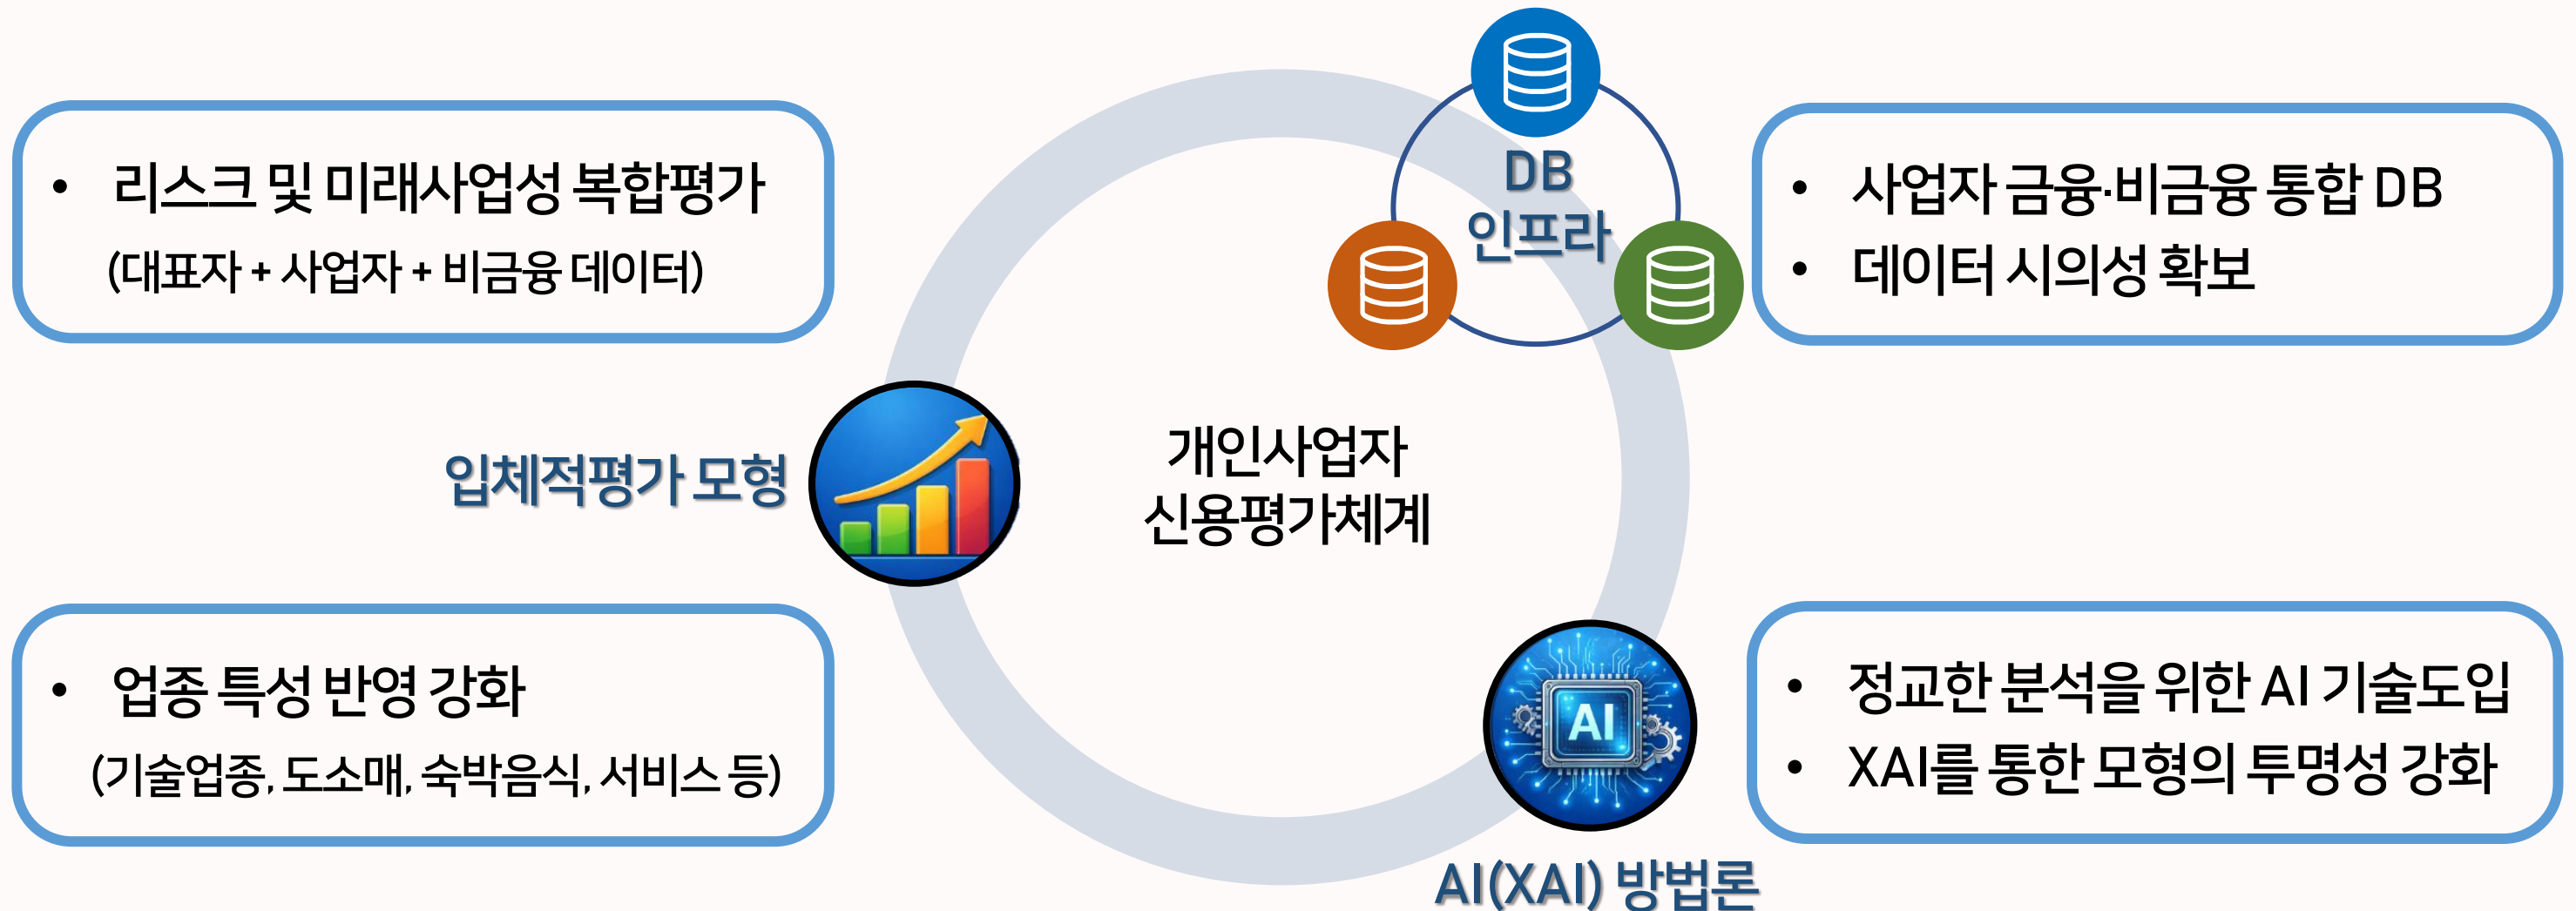 • 리스크 및 미래사업성 복합평가
(대표자 + 사업자 + 비금융 데이터)
DB
인프라
• 사업자 금융·비금융 통합 DB
• 데이터 시의성 확보
입체적평가 모형
개인사업자
신용평가체계
• 업종 특성 반영 강화
(기술업종, 도소매, 숙박음식, 서비스 등)
AI
• 정교한 분석을 위한 AI 기술도입
• XAI를 통한 모형의 투명성 강화
AI(XAI) 방법론